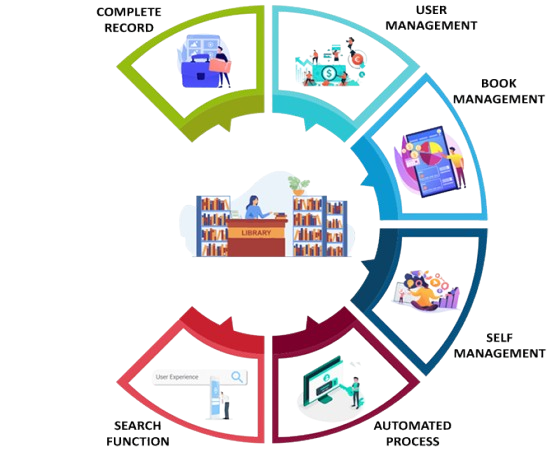 COMPLETE
RECORD
USER
MANAGEMENT
BOOK
MANAGEMENT
LIBRARY
SELF
MANAGEMENT
User Experience
SEARCH
FUNCTION
AUTOMATED
PROCESS